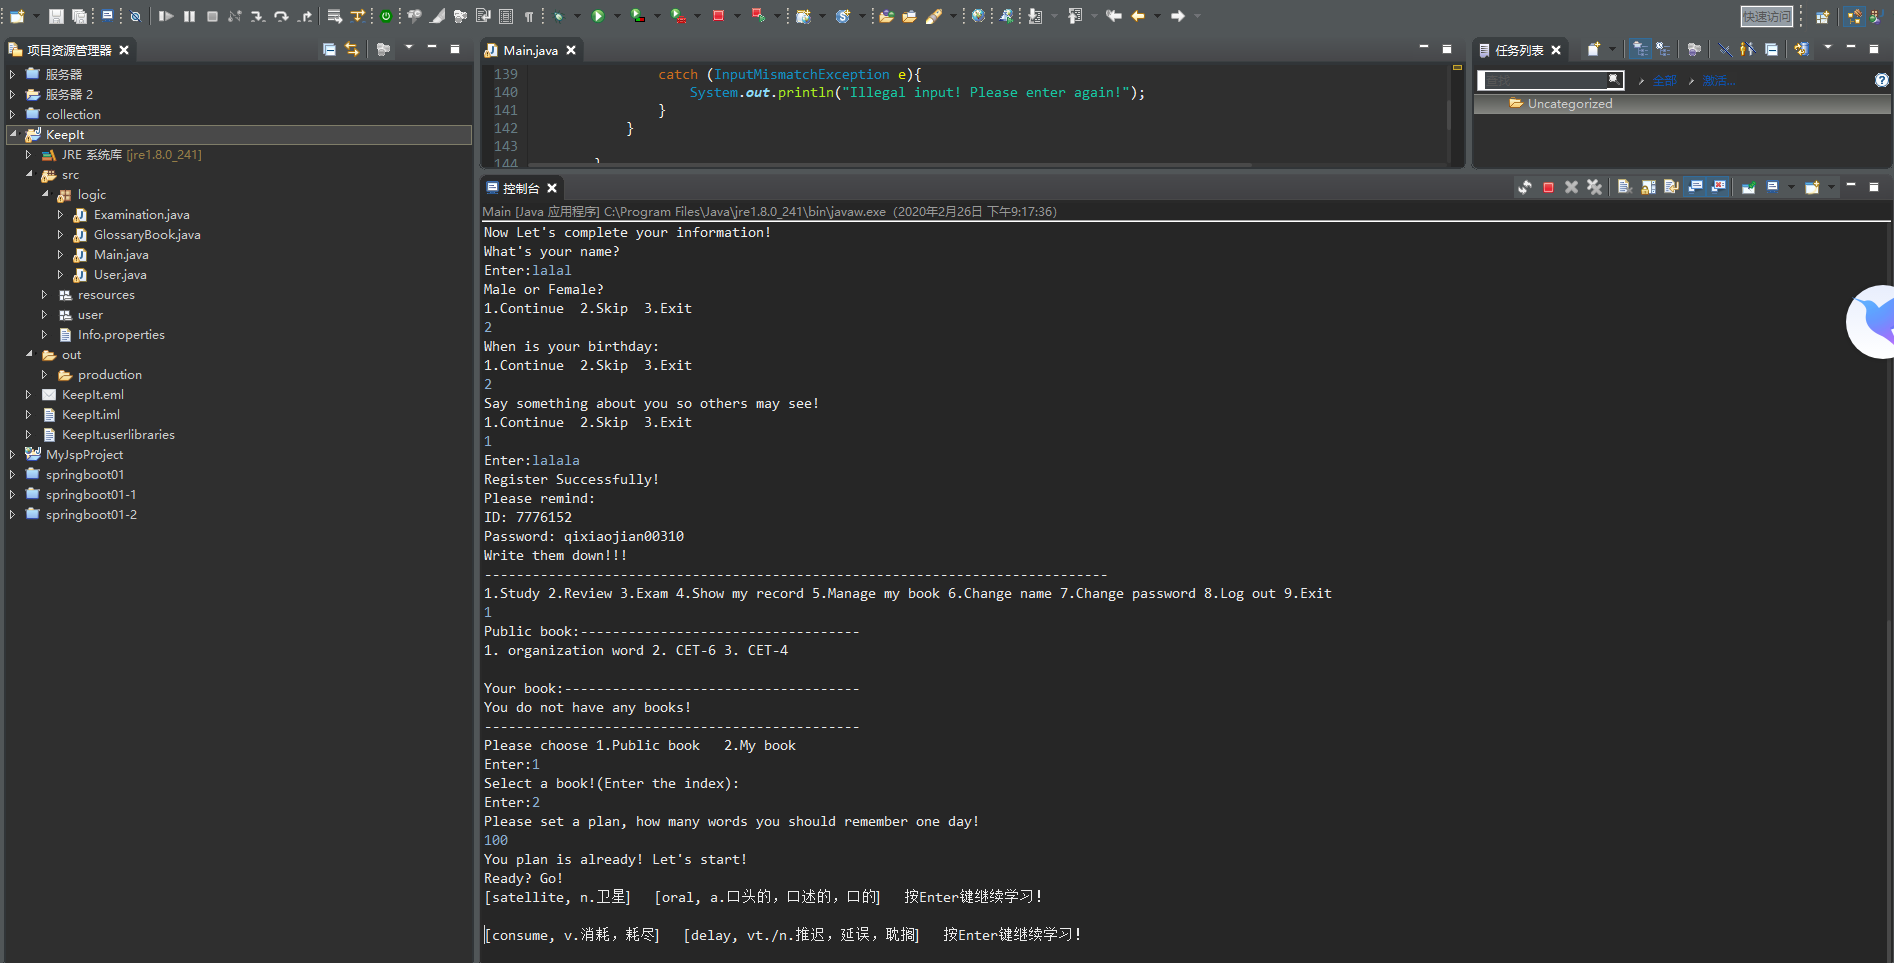 快速访问
项目资源管理器
服务器
服务器 2
collection
KeepIt
JRE 系统库 [jre1.8.0_241]
src
logic
Examination.java
GlossaryBook.java
Main.java
User.java
resources
user
Info.properties
out
production
KeepIt.eml
KeepIt.iml
KeepIt.userlibraries
MyJspProject
springboot01
springboot01-1
springboot01-2
Main.java
139 catch (InputMismatchException e){
140 System.out.println("Illegal input! Please enter again!");
141 }
142 }
143
144 }
任务列表
查找 全部 激活...
Uncategorized
控制台
Main [Java 应用程序] C:\Program Files\Java\jre1.8.0_241\bin\javaw.exe (2020年2月26日 下午9:17:36)
Now Let's complete your information!
What's your name?
Enter:lalal
Male or Female?
1.Continue  2.Skip  3.Exit
2
When is your birthday:
1.Continue  2.Skip  3.Exit
2
Say something about you so others may see!
1.Continue  2.Skip  3.Exit
1
Enter:lalala
Register Successfully!
Please remind:
ID: 7776152
Password: qixiaojian00310
Write them down!!!
------------------------------------------------------------------------------
1.Study 2.Review 3.Exam 4.Show my record 5.Manage my book 6.Change name 7.Change password 8.Log out 9.Exit
1
Public book:-----------------------------------
1. organization word 2. CET-6 3. CET-4
Your book:-------------------------------------
You do not have any books!
-----------------------------------------------
Please choose 1.Public book   2.My book
Enter:1
Select a book!(Enter the index):
Enter:2
Please set a plan, how many words you should remember one day!
100
You plan is already! Let's start!
Ready? Go!
[satellite, n.卫星]   [oral, a.口头的，口述的，口的]   按Enter键继续学习！
[consume, v.消耗，耗尽]   [delay, vt./n.推迟，延误，耽搁]   按Enter键继续学习！